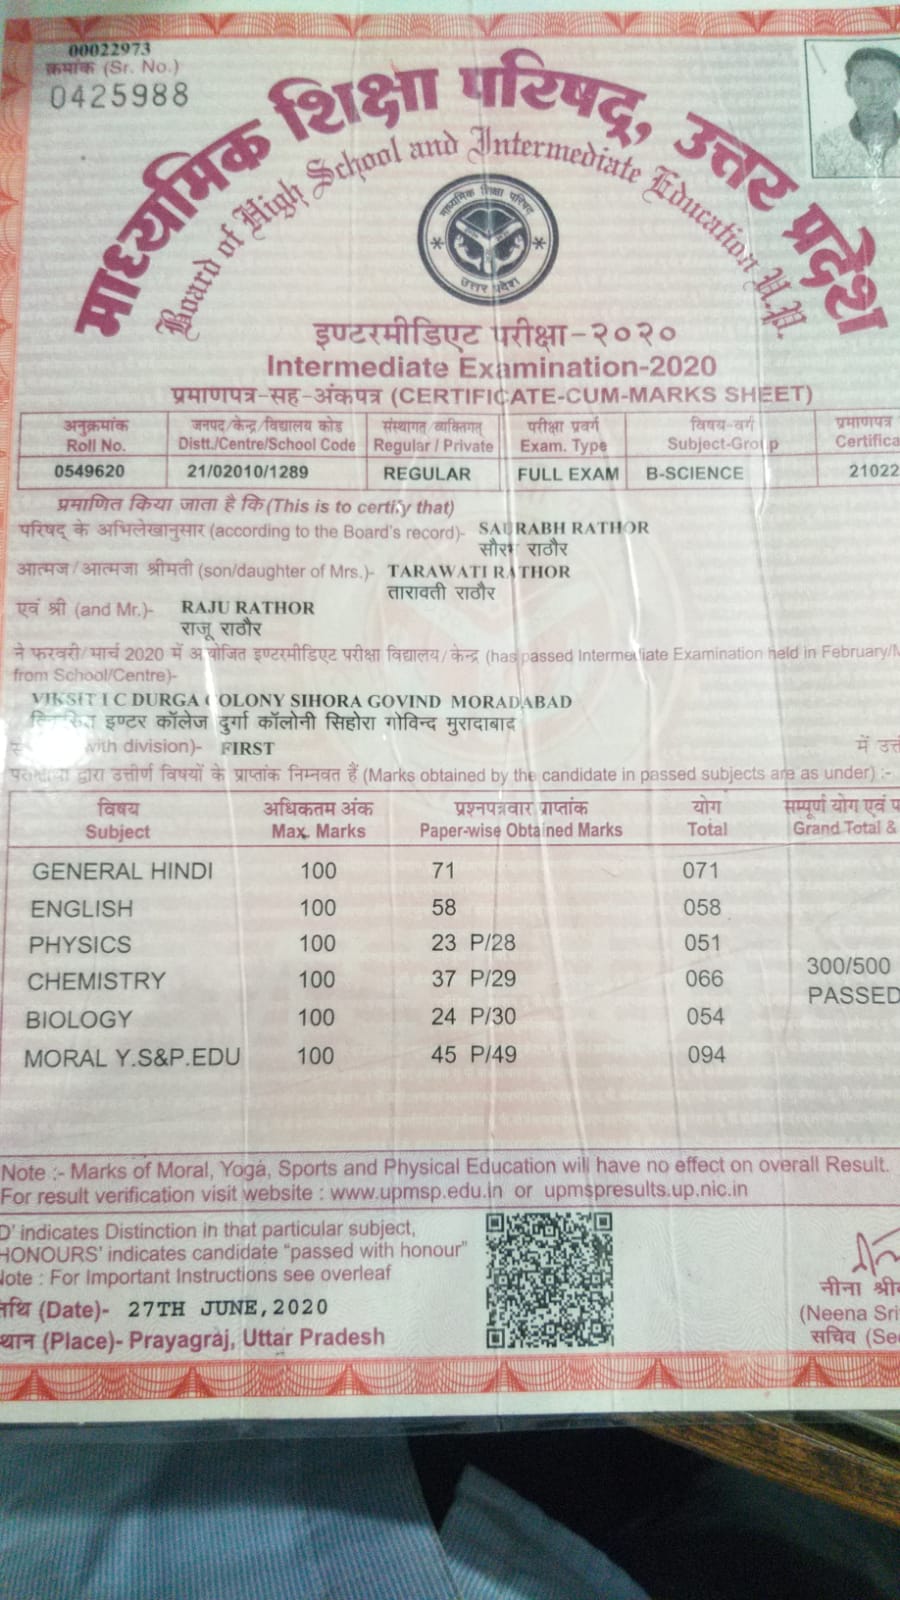 00022973
क्रमांक (Sr. No.)
0425988
माध्यमिक शिक्षा परिषद्, उत्तर प्रदेश
Board of High School and Intermediate Education U.P.
माध्यमिक शिक्षा परिषद
उत्तर प्रदेश
इण्टरमीडिएट परीक्षा-२०२०
Intermediate Examination-2020
प्रमाणपत्र-सह-अंकपत्र (CERTIFICATE-CUM-MARKS SHEET)
अनुक्रमांक जनपद/केन्द्र/विद्यालय कोड संस्थागत/व्यक्तिगत परीक्षा प्रवर्ग विषय-वर्ग प्रमाणपत्र
Roll No. Distt./Centre/School Code Regular / Private Exam. Type Subject-Group Certifica
0549620 21/02010/1289 REGULAR FULL EXAM B-SCIENCE 21022
प्रमाणित किया जाता है कि (This is to certify that)
परिषद् के अभिलेखानुसार (according to the Board's record)- SAURABH RATHOR
सौरभ राठौर
आत्मज/आत्मजा श्रीमती (son/daughter of Mrs.)- TARAWATI RATHOR
तारावती राठौर
एवं श्री (and Mr.)- RAJU RATHOR
राजू राठौर
ने फरवरी/मार्च 2020 में आयोजित इण्टरमीडिएट परीक्षा विद्यालय/केन्द्र (has passed Intermediate Examination held in February/M
from School/Centre)-
VIKSIT I C DURGA COLONY SIHORA GOVIND MORADABAD
इण्टर कॉलेज दुर्गा कॉलोनी सिहोरा गोविन्द मुरादाबाद
with division)- FIRST में उत्त
द्वारा उत्तीर्ण विषयों के प्राप्तांक निम्नवत हैं (Marks obtained by the candidate in passed subjects are as under) :-
विषय अधिकतम अंक प्रश्नपत्रवार प्राप्तांक योग सम्पूर्ण योग एवं प
Subject Max. Marks Paper-wise Obtained Marks Total Grand Total &
GENERAL HINDI 100 71 071
ENGLISH 100 58 058
PHYSICS 100 23 P/28 051
CHEMISTRY 100 37 P/29 066
300/500
PASSED
BIOLOGY 100 24 P/30 054
MORAL Y.S&P.EDU 100 45 P/49 094
Note :- Marks of Moral, Yoga, Sports and Physical Education will have no effect on overall Result.
For result verification visit website : www.upmsp.edu.in or upmspresults.up.nic.in
D' indicates Distinction in that particular subject,
HONOURS' indicates candidate "passed with honour"
Note : For Important Instructions see overleaf
तिथि (Date)- 27TH JUNE,2020
थान (Place)- Prayagraj, Uttar Pradesh
नीना श्री
(Neena Sri
सचिव (Sec